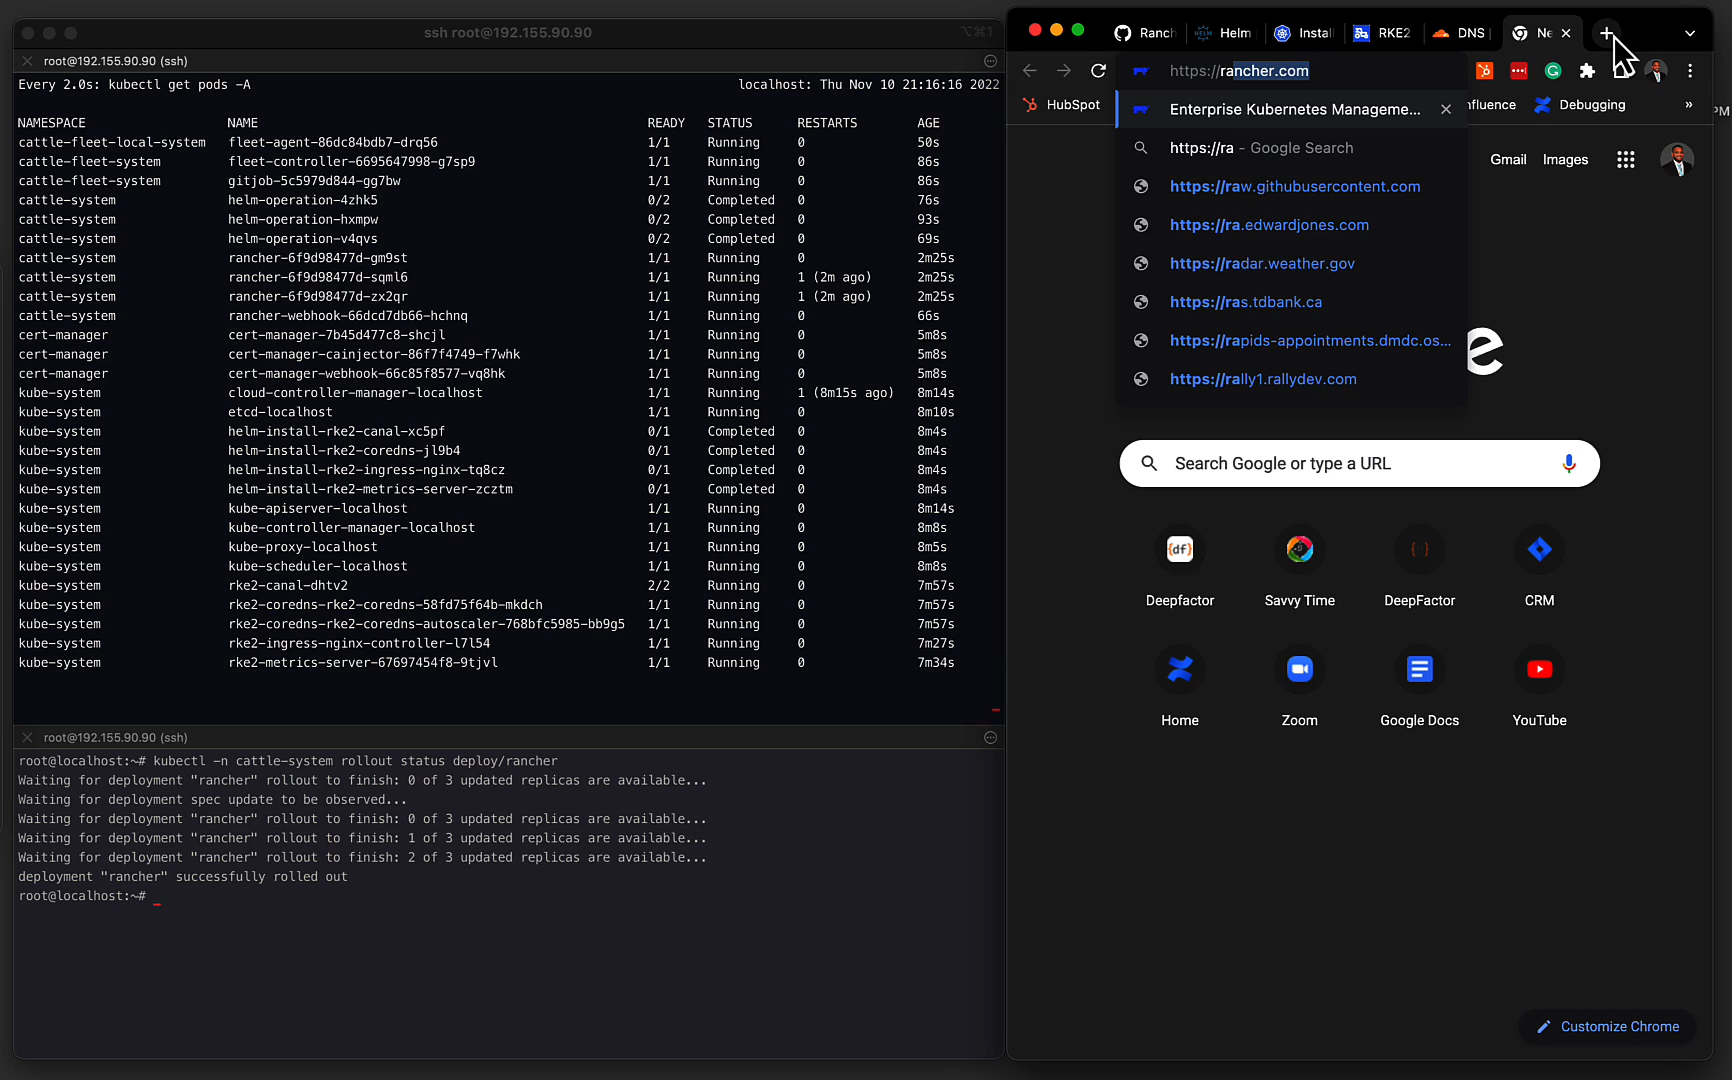 ssh root@192.155.90.90
⌥⌘1
root@192.155.90.90 (ssh)
Every 2.0s: kubectl get pods -A localhost: Thu Nov 10 21:16:16 2022
NAMESPACE NAME READY STATUS RESTARTS AGE
cattle-fleet-local-system fleet-agent-86dc84bdb7-drq56 1/1 Running 0 50s
cattle-fleet-system fleet-controller-6695647998-g7sp9 1/1 Running 0 86s
cattle-fleet-system gitjob-5c5979d844-gg7bw 1/1 Running 0 86s
cattle-system helm-operation-4zhk5 0/2 Completed 0 76s
cattle-system helm-operation-hxmpw 0/2 Completed 0 93s
cattle-system helm-operation-v4qvs 0/2 Completed 0 69s
cattle-system rancher-6f9d98477d-gm9st 1/1 Running 0 2m25s
cattle-system rancher-6f9d98477d-sqml6 1/1 Running 1 (2m ago) 2m25s
cattle-system rancher-6f9d98477d-zx2qr 1/1 Running 1 (2m ago) 2m25s
cattle-system rancher-webhook-66dcd7db66-hchnq 1/1 Running 0 66s
cert-manager cert-manager-7b45d477c8-shcjl 1/1 Running 0 5m8s
cert-manager cert-manager-cainjector-86f7f4749-f7whk 1/1 Running 0 5m8s
cert-manager cert-manager-webhook-66c85f8577-vq8hk 1/1 Running 0 5m8s
kube-system cloud-controller-manager-localhost 1/1 Running 1 (8m15s ago) 8m14s
kube-system etcd-localhost 1/1 Running 0 8m10s
kube-system helm-install-rke2-canal-xc5pf 0/1 Completed 0 8m4s
kube-system helm-install-rke2-coredns-jl9b4 0/1 Completed 0 8m4s
kube-system helm-install-rke2-ingress-nginx-tq8cz 0/1 Completed 0 8m4s
kube-system helm-install-rke2-metrics-server-zcztm 0/1 Completed 0 8m4s
kube-system kube-apiserver-localhost 1/1 Running 0 8m14s
kube-system kube-controller-manager-localhost 1/1 Running 0 8m8s
kube-system kube-proxy-localhost 1/1 Running 0 8m5s
kube-system kube-scheduler-localhost 1/1 Running 0 8m8s
kube-system rke2-canal-dhtv2 2/2 Running 0 7m57s
kube-system rke2-coredns-rke2-coredns-58fd75f64b-mkdch 1/1 Running 0 7m57s
kube-system rke2-coredns-rke2-coredns-autoscaler-768bfc5985-bb9g5 1/1 Running 0 7m57s
kube-system rke2-ingress-nginx-controller-l7l54 1/1 Running 0 7m27s
kube-system rke2-metrics-server-67697454f8-9tjvl 1/1 Running 0 7m34s
root@192.155.90.90 (ssh)
root@localhost:~# kubectl -n cattle-system rollout status deploy/rancher
Waiting for deployment "rancher" rollout to finish: 0 of 3 updated replicas are available...
Waiting for deployment spec update to be observed...
Waiting for deployment "rancher" rollout to finish: 0 of 3 updated replicas are available...
Waiting for deployment "rancher" rollout to finish: 1 of 3 updated replicas are available...
Waiting for deployment "rancher" rollout to finish: 2 of 3 updated replicas are available...
deployment "rancher" successfully rolled out
root@localhost:~#
Ranch Helm Instal RKE2 DNS | Ne
https://rancher.com
HubSpot nfluence Debugging »
PM
Enterprise Kubernetes Manageme...
https://ra - Google Search
https://raw.githubusercontent.com
https://ra.edwardjones.com
https://radar.weather.gov
https://ras.tdbank.ca
https://rapids-appointments.dmdc.os...
https://rally1.rallydev.com
Gmail Images
e
Search Google or type a URL
{df}
Deepfactor Savvy Time DeepFactor CRM
Home Zoom Google Docs YouTube
Customize Chrome